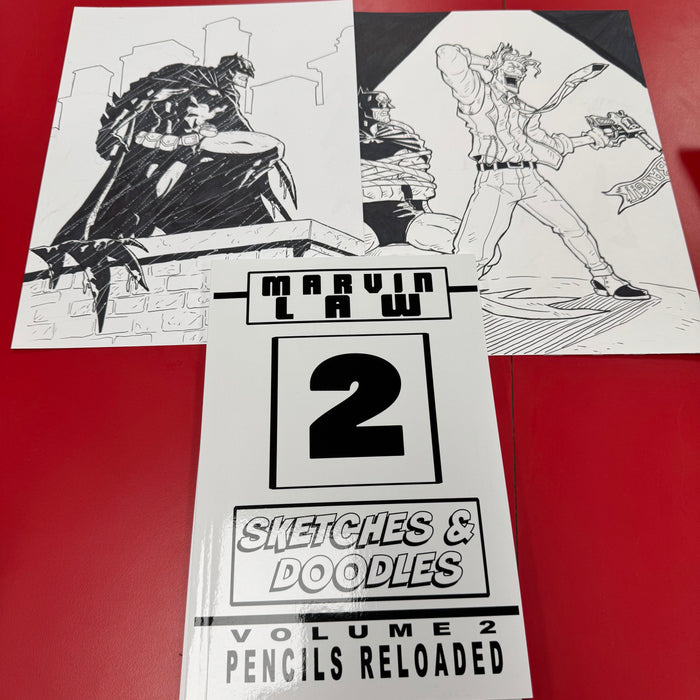 MARVIN
LAW
2
SKETCHES &
DOODLES
VOLUME 2
PENCILS RELOADED